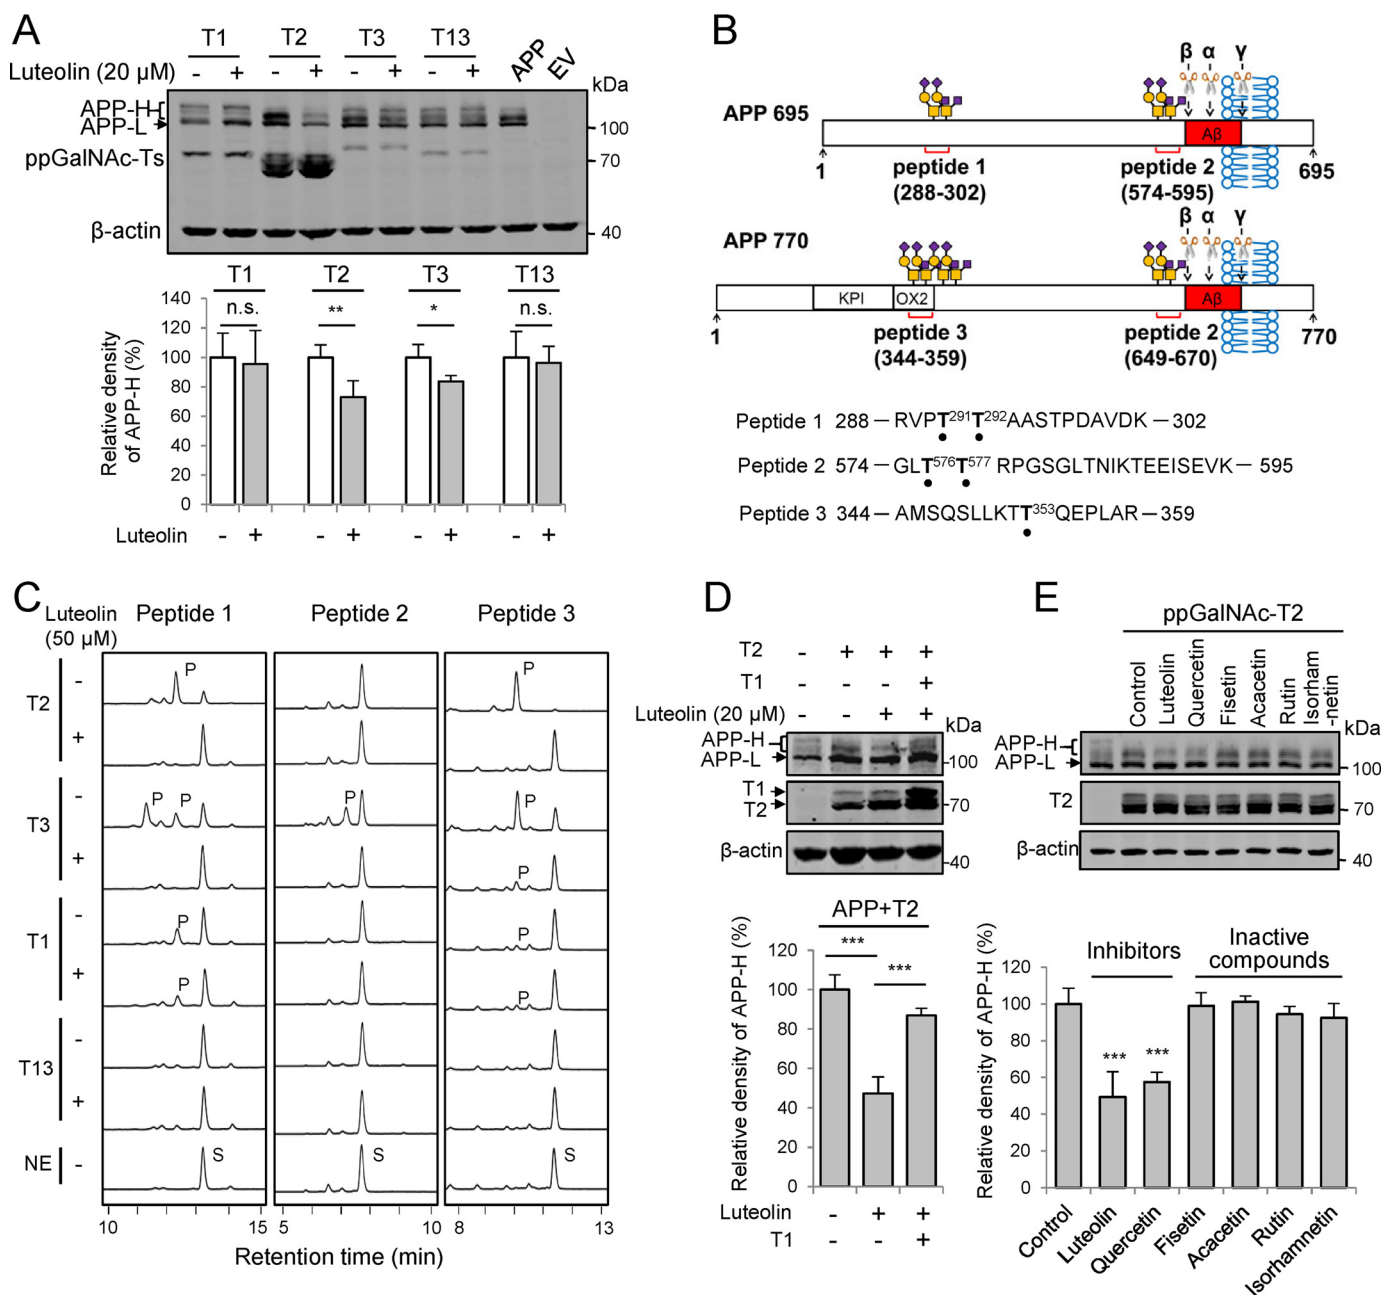 A
T1 T2 T3 T13 APP EV
Luteolin (20 µM) - + - + - + - +
kDa
APP-H
APP-L
100
ppGalNAc-Ts
70
β-actin
40
T1 T2 T3 T13
n.s. ** * n.s.
Relative density
of APP-H (%)
140
120
100
80
60
40
20
0
Luteolin - + - + - + - +
B
β α γ
APP 695
Aβ
1 peptide 1 peptide 2 695
(288-302) (574-595)
β α γ
APP 770
KPI OX2 Aβ
1 peptide 3 peptide 2 770
(344-359) (649-670)
Peptide 1 288 — RVPT291T292AASTPDAVDK — 302
Peptide 2 574 — GLT576T577 RPGSGLTNIKTEEISEVK — 595
Peptide 3 344 — AMSQSLLKTT353QEPLAR — 359
C
Luteolin
(50 µM)
Peptide 1 Peptide 2 Peptide 3
T2 - P P
+
T3 - P P P P
+ P
T1 - P P
+ P P
T13 -
+
NE - S S S
10 15 5 10 8 13
Retention time (min)
D
T2 - + + +
T1 +
Luteolin (20 µM) - - + +
kDa
APP-H
APP-L
100
T1
T2
70
β-actin
40
APP+T2
*** ***
Relative density of APP-H (%)
120
100
80
60
40
20
0
Luteolin - + +
T1 - - +
E
ppGalNAc-T2
Control
Luteolin
Quercetin
Fisetin
Acacetin
Rutin
Isorham
-netin
kDa
APP-H
APP-L
100
T2
70
β-actin
40
Inhibitors
Inactive
compounds
*** ***
Relative density of APP-H (%)
120
100
80
60
40
20
0
Control
Luteolin
Quercetin
Fisetin
Acacetin
Rutin
Isorhamnetin